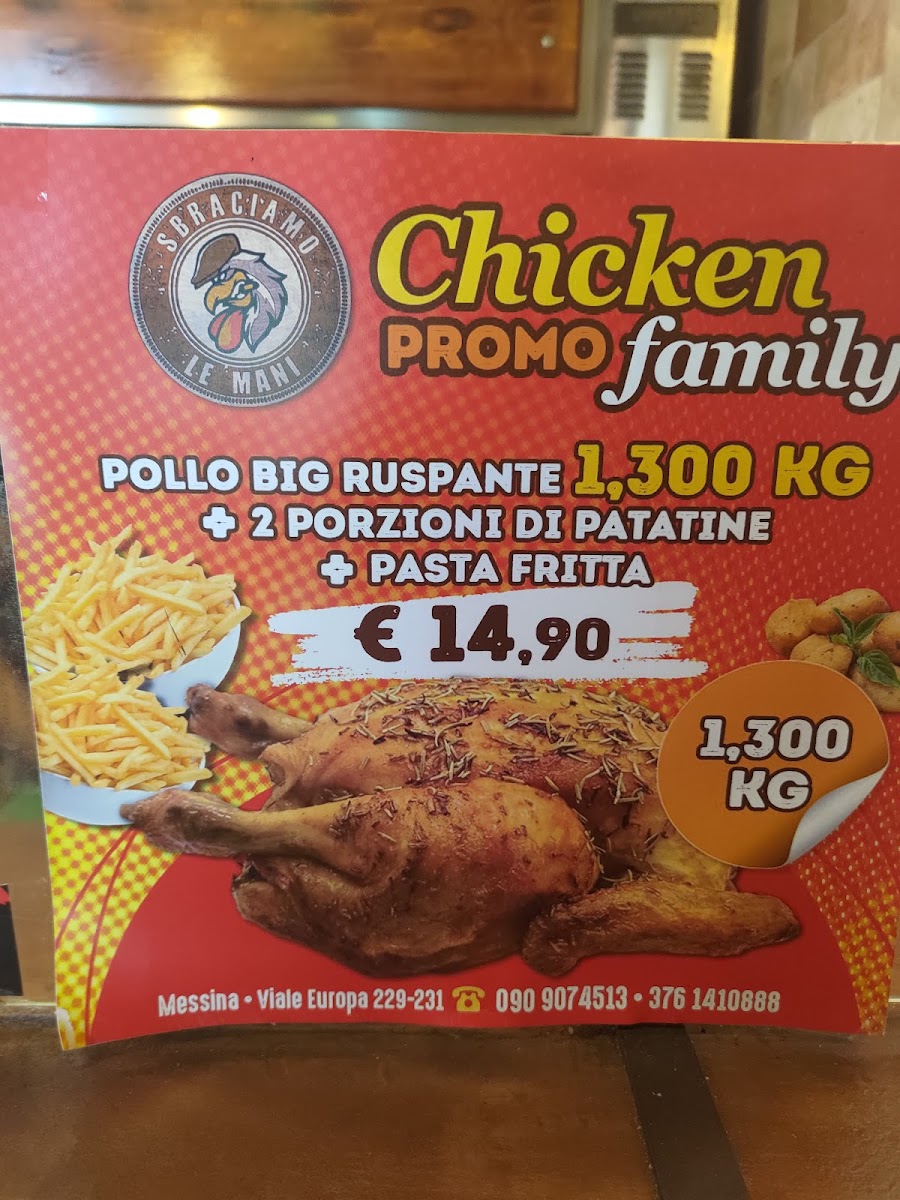 SBRACIAMO
LE MANI
Chicken
PROMO family
POLLO BIG RUSPANTE 1,300 KG
+ 2 PORZIONI DI PATATINE
+ PASTA FRITTA
€ 14,90
1,300
KG
Messina • Viale Europa 229-231 ☎ 090 9074513 • 376 1410888